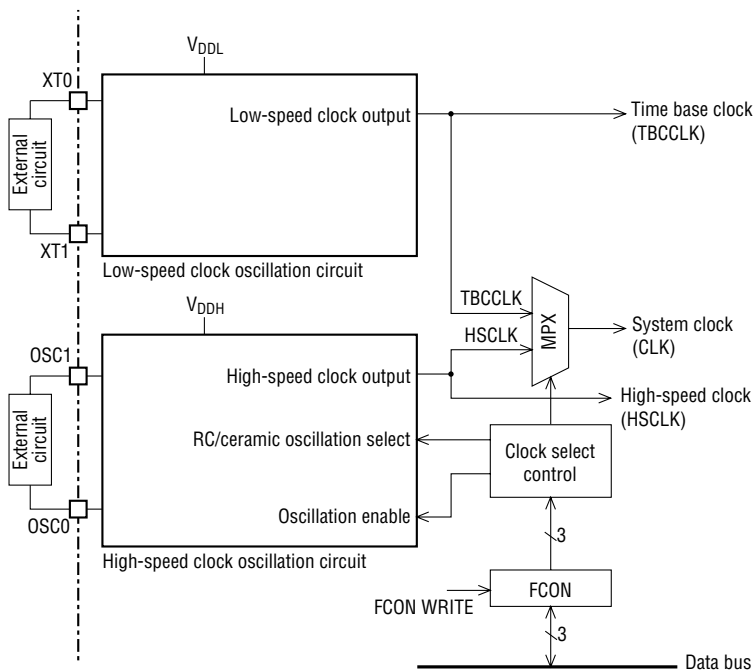 VDDL
XT0
Low-speed clock output
Time base clock
(TBCCLK)
External
circuit
XT1
Low-speed clock oscillation circuit
VDDH
TBCCLK
HSCLK
MPX
System clock
(CLK)
OSC1
High-speed clock output
High-speed clock
(HSCLK)
External
circuit
RC/ceramic oscillation select
Clock select
control
Oscillation enable
OSC0
High-speed clock oscillation circuit
3
FCON
FCON WRITE
3
Data bus